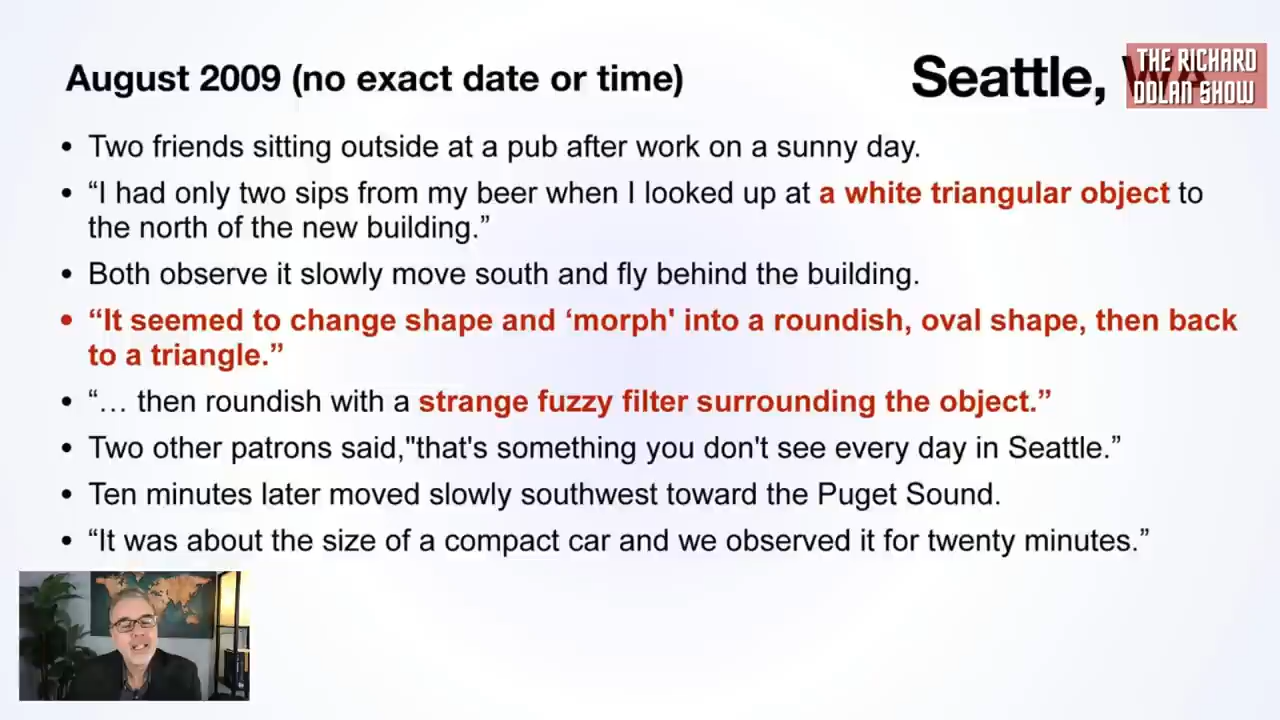 August 2009 (no exact date or time)
Seattle, WA
THE RICHARD
DOLAN SHOW
• Two friends sitting outside at a pub after work on a sunny day.
• “I had only two sips from my beer when I looked up at a white triangular object to
the north of the new building.”
• Both observe it slowly move south and fly behind the building.
• “It seemed to change shape and ‘morph' into a roundish, oval shape, then back
to a triangle.”
• “… then roundish with a strange fuzzy filter surrounding the object.”
• Two other patrons said,"that's something you don't see every day in Seattle.”
• Ten minutes later moved slowly southwest toward the Puget Sound.
• “It was about the size of a compact car and we observed it for twenty minutes.”